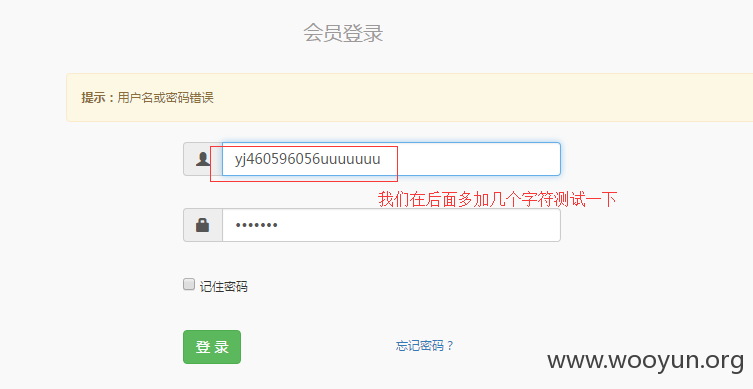 会员登录
提示：用户名或密码错误
yj460596056uuuuuuu
我们在后面多加几个字符测试一下
•••••••
记住密码
登 录
忘记密码？
www.wooyun.org